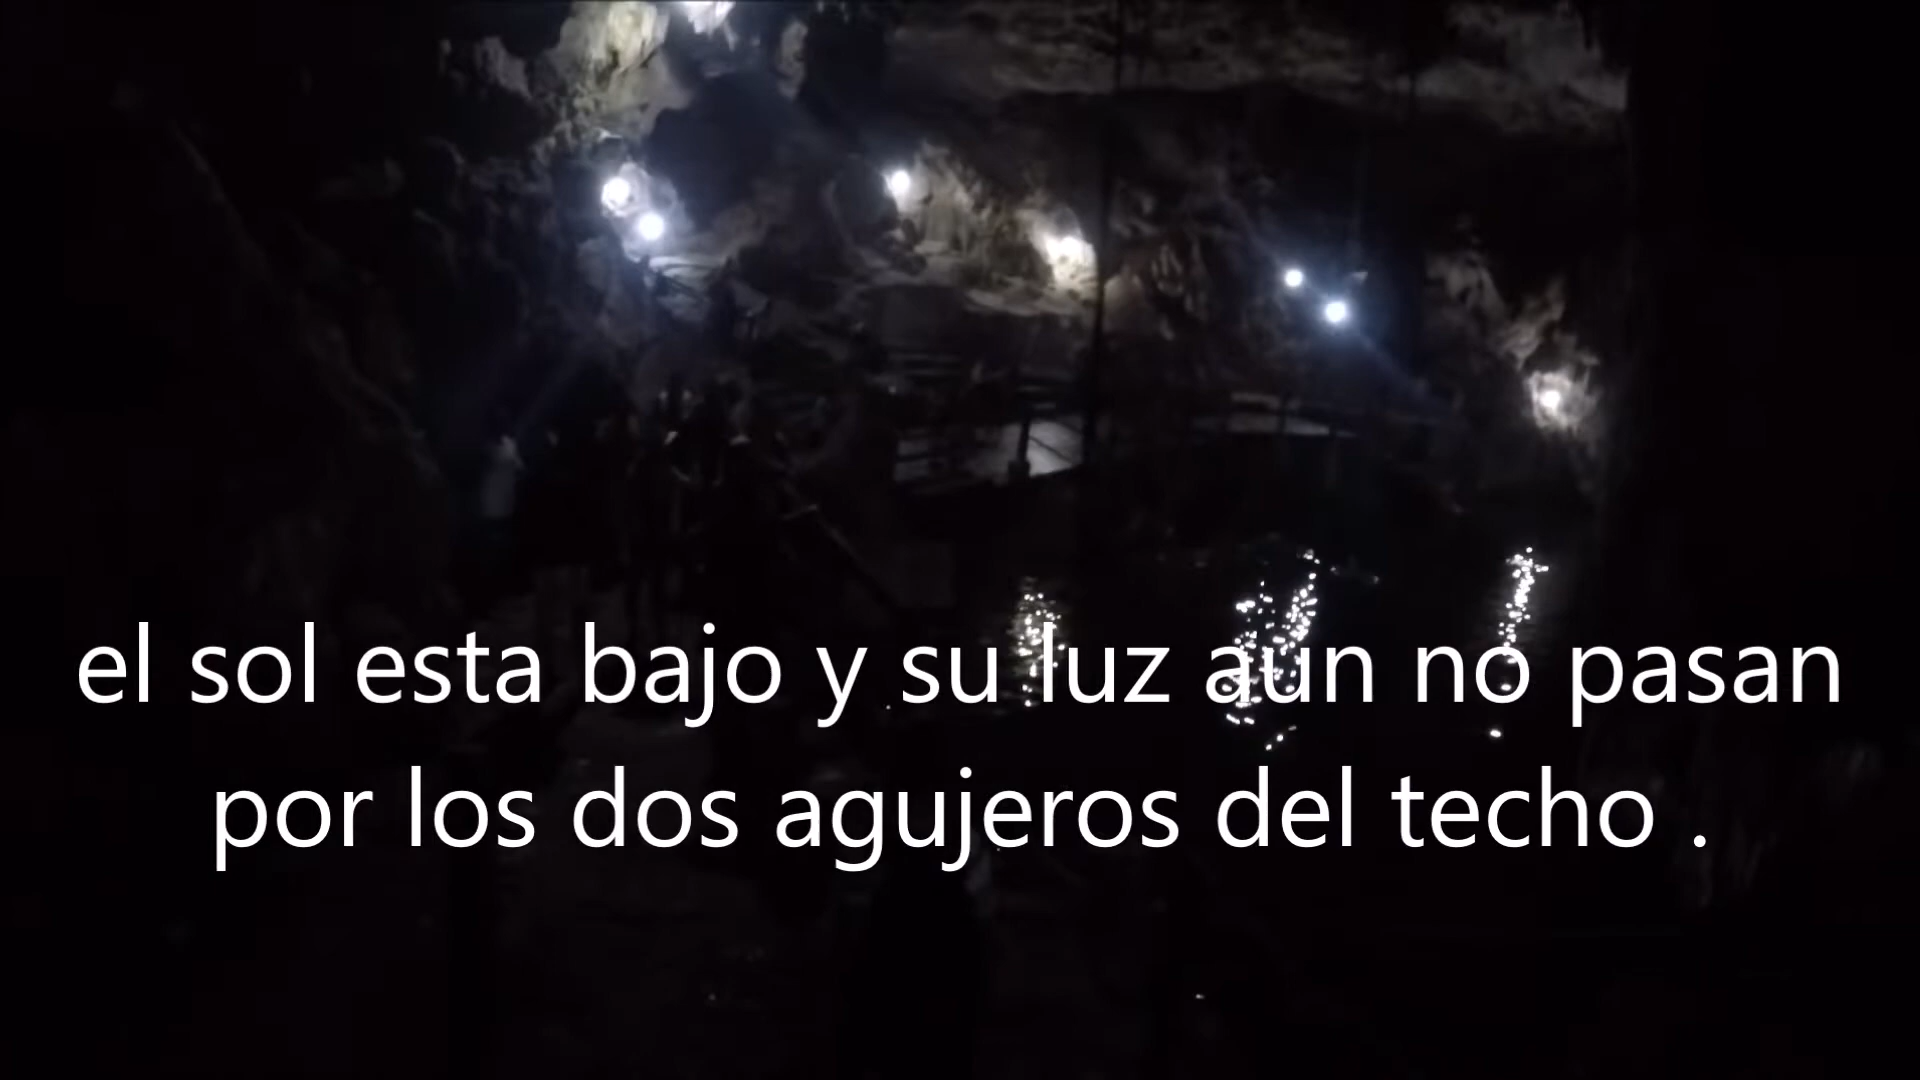 el sol esta bajo y su luz aun no pasan
por los dos agujeros del techo .